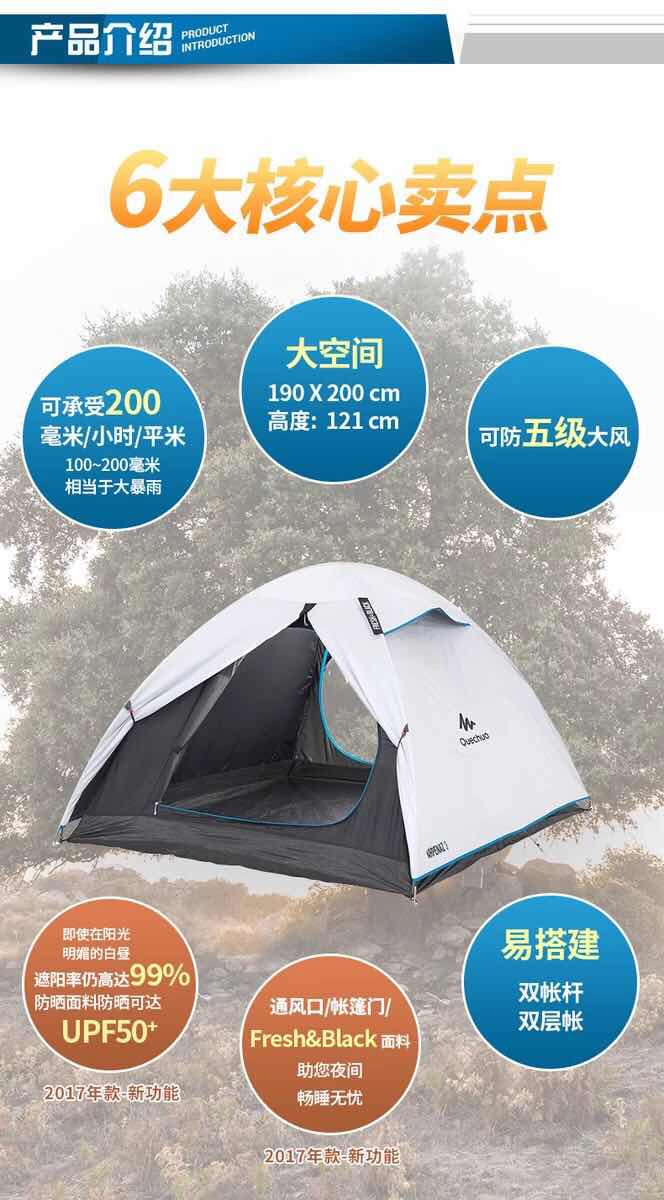 产品介绍
PRODUCT
INTRODUCTION
6大核心卖点
可承受200
毫米/小时/平米
100~200毫米
相当于大暴雨
大空间
190 X 200 cm
高度: 121 cm
可防五级大风
FRESH&BLACK
Quechua
ARPENAZ 3
即使在阳光
明媚的白昼
遮阳率仍高达99%
防晒面料防晒可达
UPF50+
2017年款-新功能
通风口/帐篷门/
Fresh&Black 面料
助您夜间
畅睡无忧
2017年款-新功能
易搭建
双帐杆
双层帐